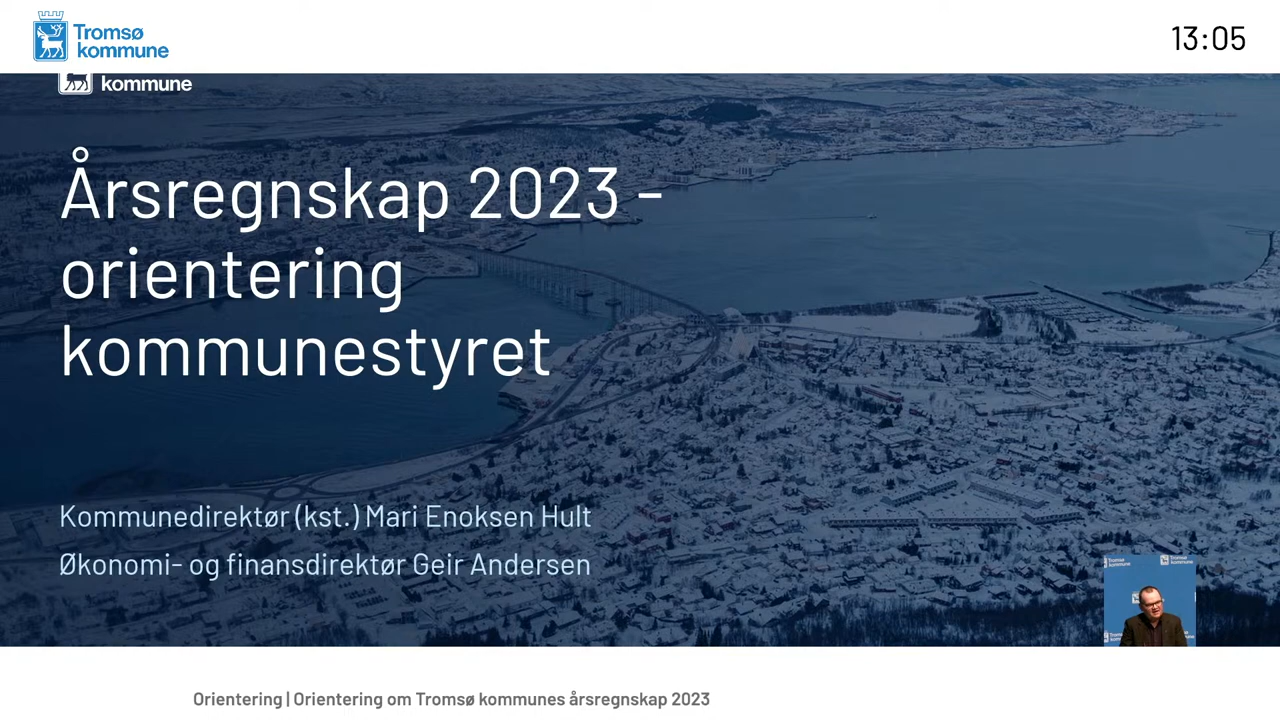 Tromsø
kommune
13:05
kommune
Årsregnskap 2023 -
orientering
kommunestyret
Kommunedirektør (kst.) Mari Enoksen Hult
Økonomi- og finansdirektør Geir Andersen
Orientering | Orientering om Tromsø kommunes årsregnskap 2023